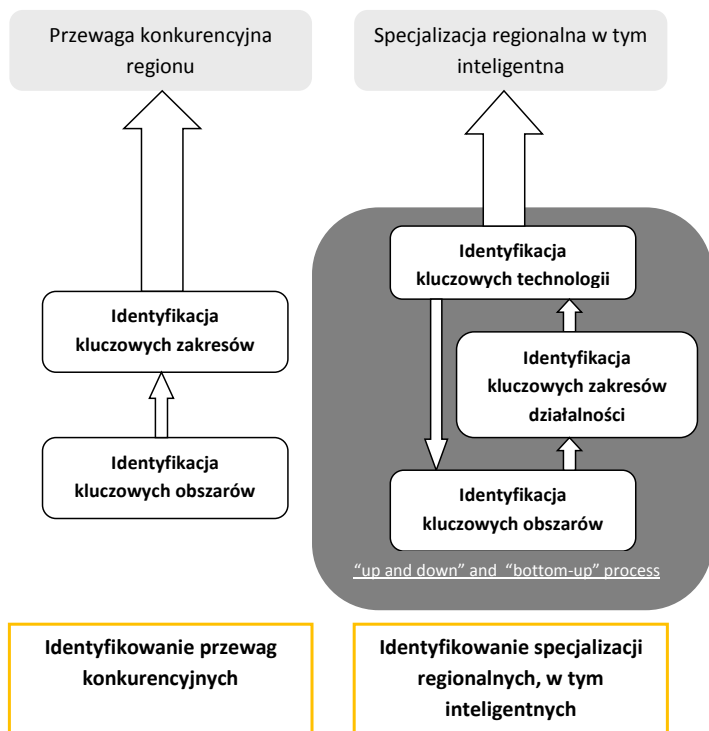 Przewaga konkurencyjna
regionu
Specjalizacja regionalna w tym
inteligentna
Identyfikacja
kluczowych zakresów
Identyfikacja
kluczowych obszarów
Identyfikacja
kluczowych technologii
Identyfikacja
kluczowych zakresów
działalności
Identyfikacja
kluczowych obszarów
“up and down” and “bottom-up” process
Identyfikowanie przewag
konkurencyjnych
Identyfikowanie specjalizacji
regionalnych, w tym
inteligentnych